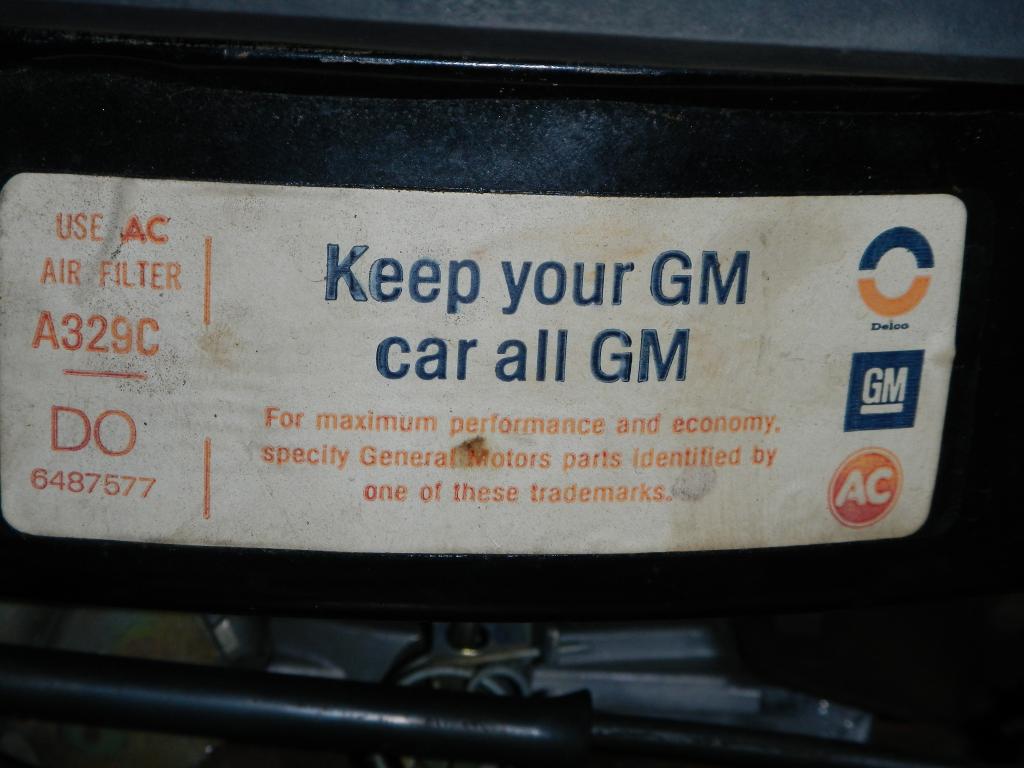 USE AC
AIR FILTER
A329C
DO
6487577
Keep your GM
car all GM
For maximum performance and economy,
specify General Motors parts identified by
one of these trademarks.
Delco
GM
AC